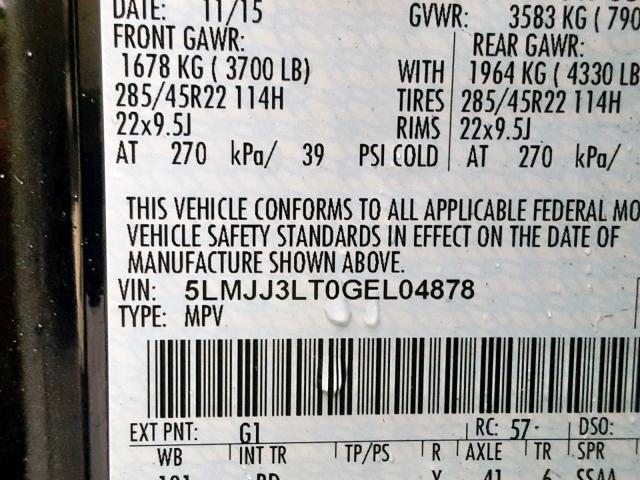 DATE: 11/15 GVWR: 3583 KG ( 790
FRONT GAWR: REAR GAWR:
1678 KG ( 3700 LB) WITH 1964 KG ( 4330 LB
285/45R22 114H TIRES 285/45R22 114H
22x9.5J RIMS 22x9.5J
AT 270 kPa/ 39 PSI COLD AT 270 kPa/
THIS VEHICLE CONFORMS TO ALL APPLICABLE FEDERAL MO
VEHICLE SAFETY STANDARDS IN EFFECT ON THE DATE OF
MANUFACTURE SHOWN ABOVE.
VIN: 5LMJJ3LT0GEL04878
TYPE: MPV
EXT PNT: G1 RC: 57 DSO:
WB INT TR TP/PS R AXLE TR SPR
Y 41 6 SSAA